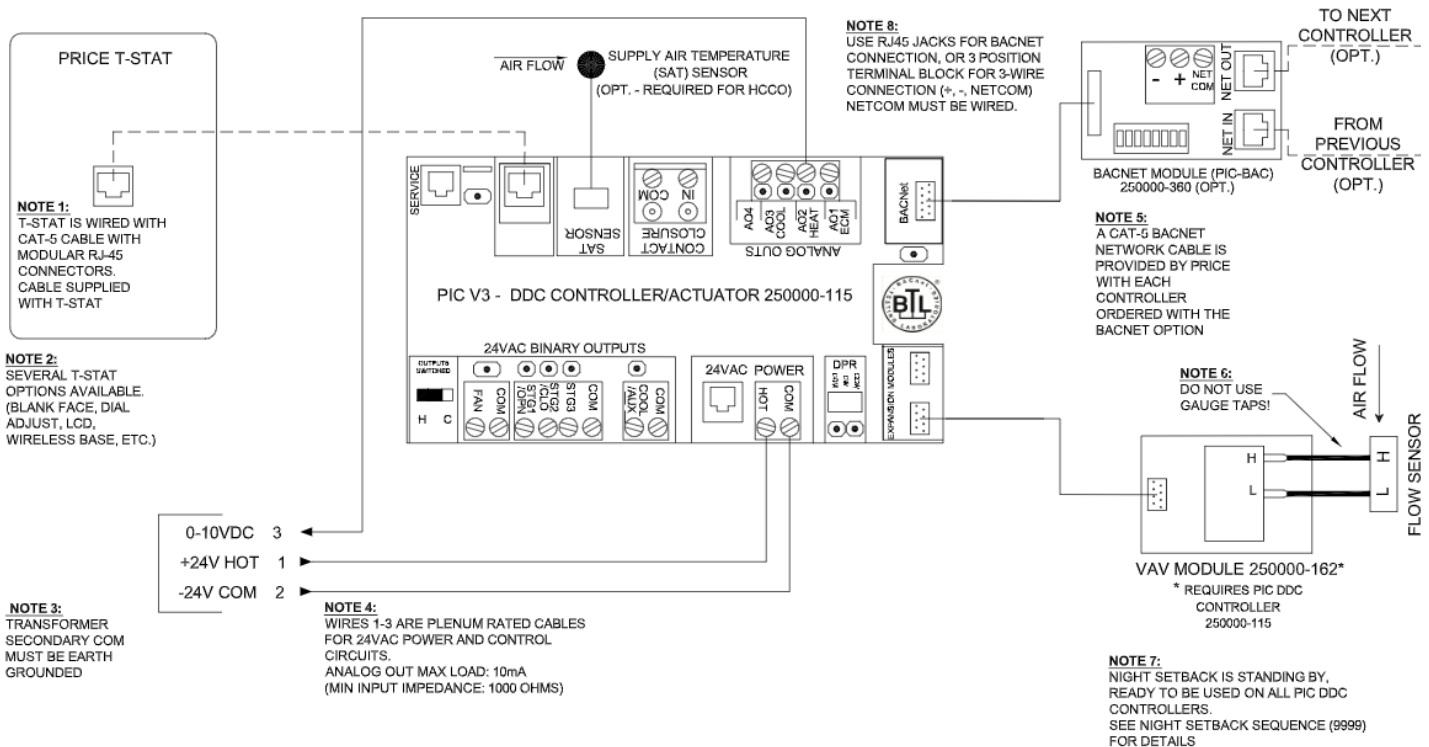 PRICE T-STAT
NOTE 1:
T-STAT IS WIRED WITH
CAT-5 CABLE WITH
MODULAR RJ-45
CONNECTORS.
CABLE SUPPLIED
WITH T-STAT
NOTE 2:
SEVERAL T-STAT
OPTIONS AVAILABLE.
(BLANK FACE, DIAL
ADJUST, LCD,
WIRELESS BASE, ETC.)
AIR FLOW
SUPPLY AIR TEMPERATURE
(SAT) SENSOR
(OPT. - REQUIRED FOR HCCO)
NOTE 8:
USE RJ45 JACKS FOR BACNET
CONNECTION, OR 3 POSITION
TERMINAL BLOCK FOR 3-WIRE
CONNECTION (+, -, NETCOM)
NETCOM MUST BE WIRED.
TO NEXT
CONTROLLER
(OPT.)
- + NET
COM
NET OUT
NET IN
FROM
PREVIOUS
CONTROLLER
(OPT.)
BACNET MODULE (PIC-BAC)
250000-360 (OPT.)
NOTE 5:
A CAT-5 BACNET
NETWORK CABLE IS
PROVIDED BY PRICE
WITH EACH
CONTROLLER
ORDERED WITH THE
BACNET OPTION
SERVICE
SAT
SENSOR
COM
IN
CONTACT
CLOSURE
AO4
AO3
COOL
AO2
HEAT
AO1
ECM
ANALOG OUTS
BACNet
PIC V3 - DDC CONTROLLER/ACTUATOR 250000-115
BTL
24VAC BINARY OUTPUTS
OUTPUTS
SWITCHED
H C
FAN
COM
STG1
/OPN
STG2
/CLO
STG3
COM
COOL
/AUX
COM
24VAC POWER
HOT
COM
DPR
EXPANSION MODULES
NOTE 6:
DO NOT USE
GAUGE TAPS!
AIR FLOW
H
L
H
L
FLOW SENSOR
VAV MODULE 250000-162*
* REQUIRES PIC DDC
CONTROLLER
250000-115
0-10VDC 3
+24V HOT 1
-24V COM 2
NOTE 3:
TRANSFORMER
SECONDARY COM
MUST BE EARTH
GROUNDED
NOTE 4:
WIRES 1-3 ARE PLENUM RATED CABLES
FOR 24VAC POWER AND CONTROL
CIRCUITS.
ANALOG OUT MAX LOAD: 10mA
(MIN INPUT IMPEDANCE: 1000 OHMS)
NOTE 7:
NIGHT SETBACK IS STANDING BY,
READY TO BE USED ON ALL PIC DDC
CONTROLLERS.
SEE NIGHT SETBACK SEQUENCE (9999)
FOR DETAILS